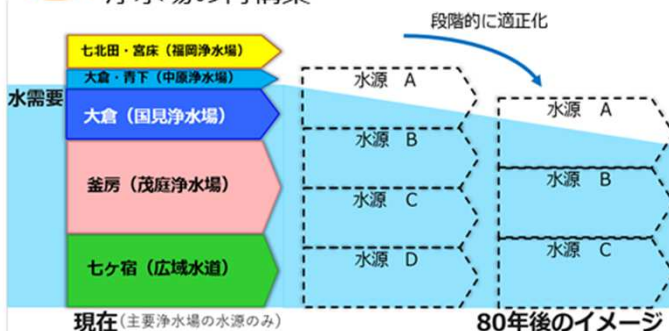 段階的に適正化
七北田・宮床（福岡浄水場）
大倉・青下（中原浄水場）
水需要
大倉（国見浄水場）
釜房（茂庭浄水場）
七ケ宿（広域水道）
水源 A
水源 B
水源 C
水源 D
水源 A
水源 B
水源 C
現在（主要浄水場の水源のみ）
80年後のイメージ